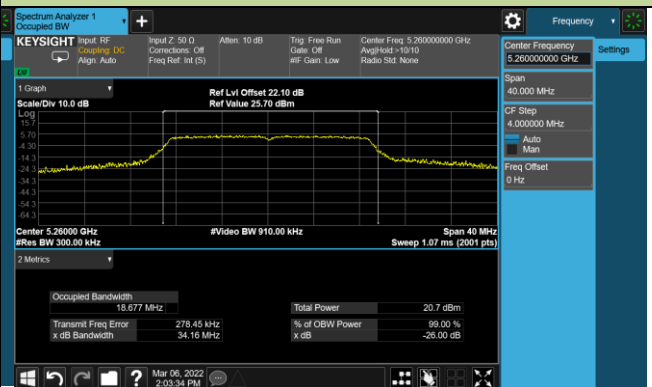 Spectrum Analyzer 1
Occupied BW
Frequency
KEYSIGHT
Input: RF
Coupling: DC
Align: Auto
Input Z: 50 Ω
Corrections: Off
Freq Ref: Int (S)
Atten: 10 dB
Trig: Free Run
Gate: Off
#IF Gain: Low
Center Freq: 5.260000000 GHz
Avg|Hold:>10/10
Radio Std: None
Center Frequency
5.260000000 GHz
Settings
Span
40.000 MHz
CF Step
4.000000 MHz
Auto
Man
Freq Offset
0 Hz
1 Graph
Scale/Div 10.0 dB
Ref Lvl Offset 22.10 dB
Ref Value 25.70 dBm
Log
15.7
5.70
-4.30
-14.3
-24.3
-34.3
-44.3
-54.3
-64.3
Center 5.26000 GHz
#Res BW 300.00 kHz
#Video BW 910.00 kHz
Span 40 MHz
Sweep 1.07 ms (2001 pts)
2 Metrics
Occupied Bandwidth
18.677 MHz
Total Power 20.7 dBm
Transmit Freq Error 278.45 kHz
% of OBW Power 99.00 %
x dB Bandwidth 34.16 MHz
x dB -26.00 dB
?
Mar 06, 2022
2:03:34 PM